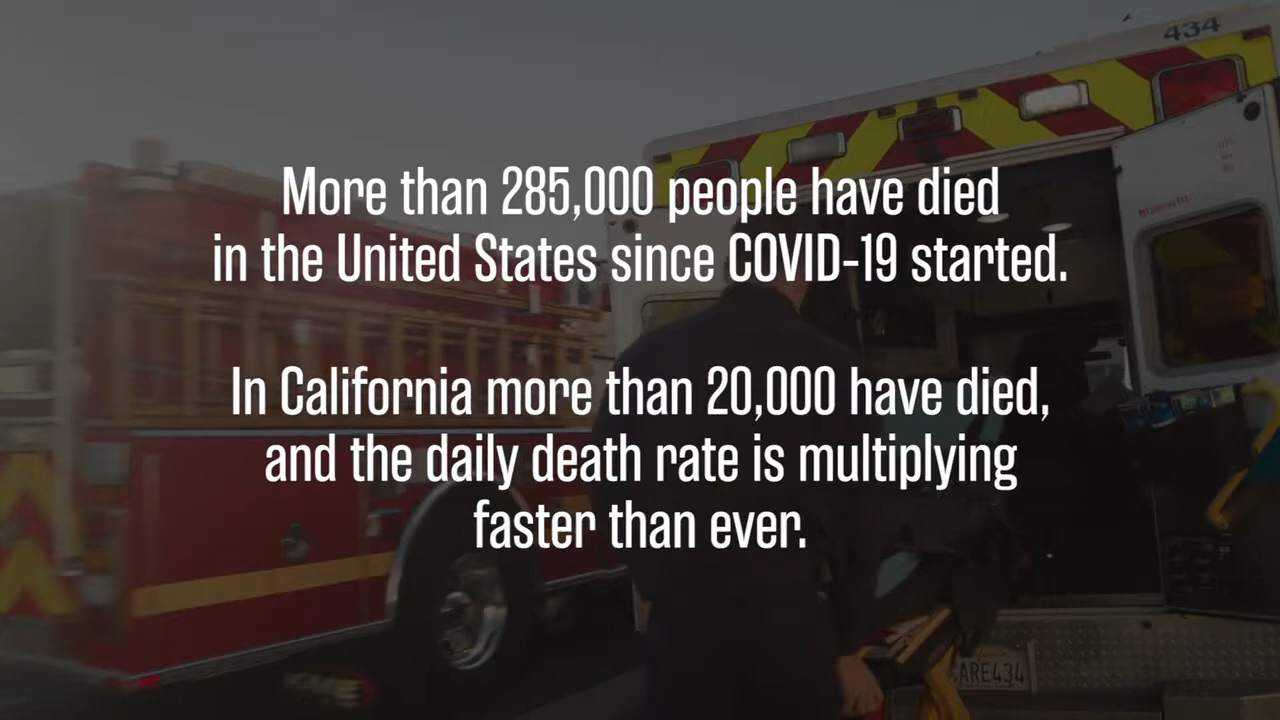 434
More than 285,000 people have died
in the United States since COVID-19 started.
In California more than 20,000 have died,
and the daily death rate is multiplying
faster than ever.
ARE434